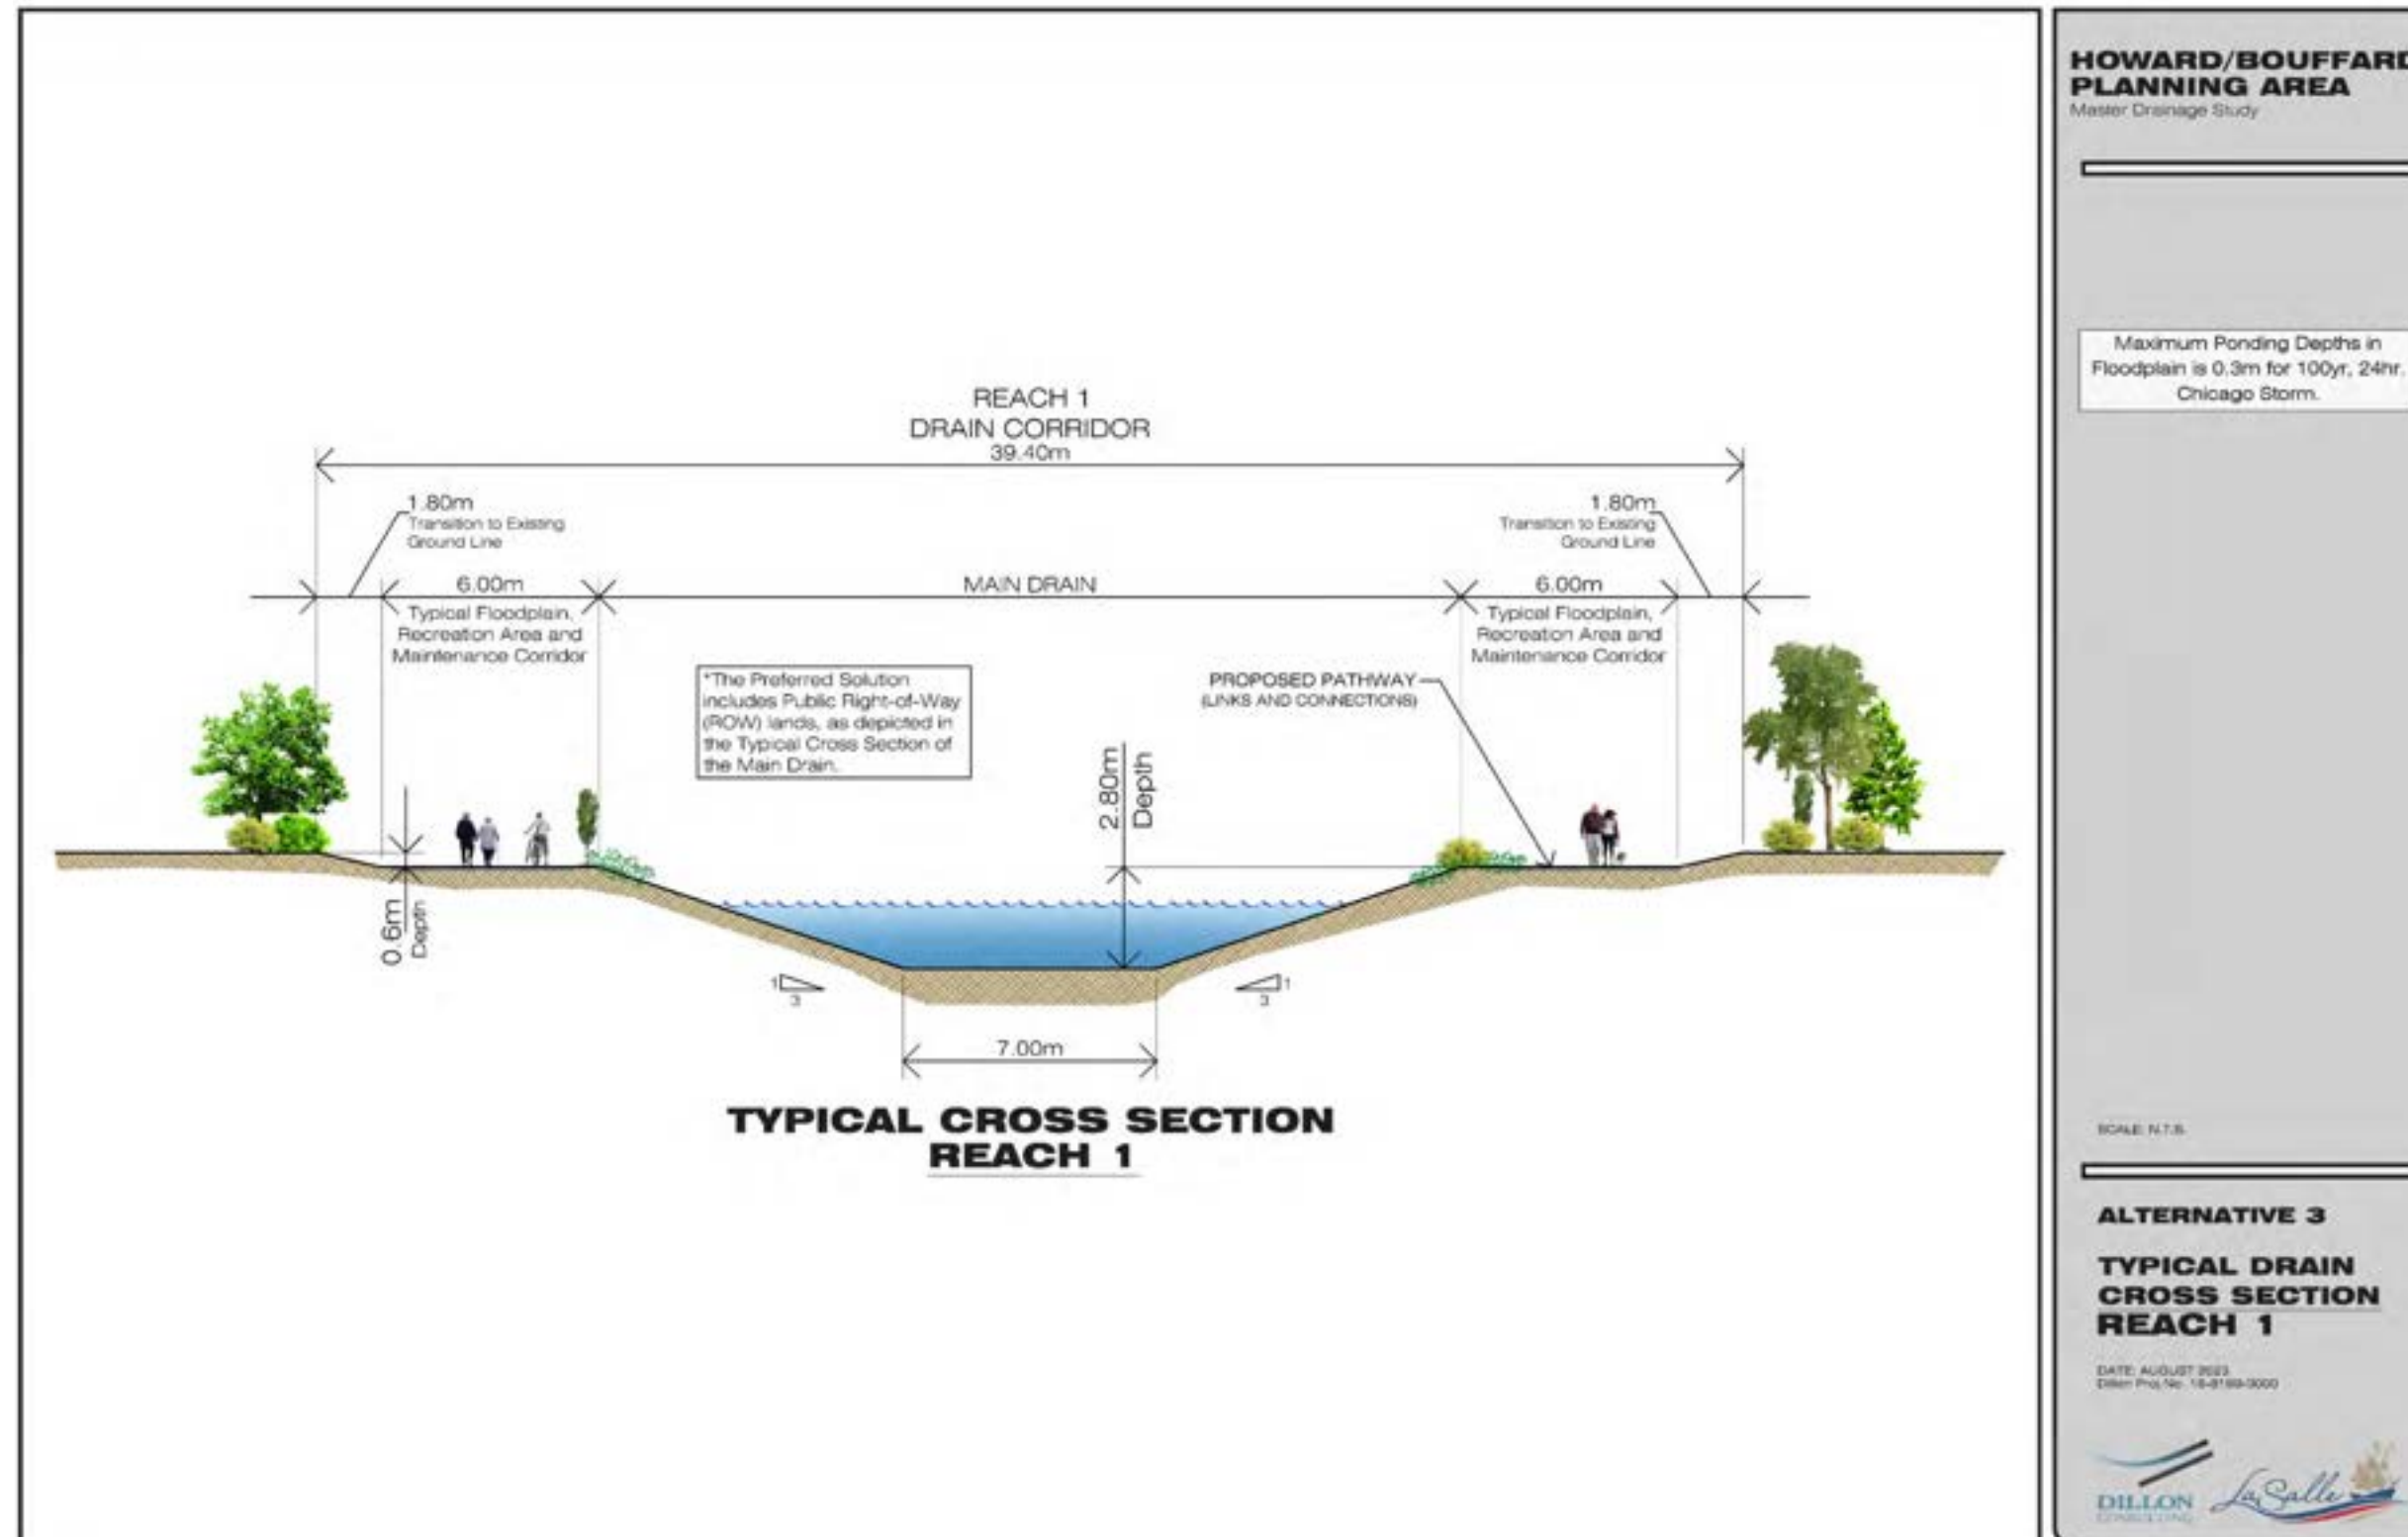 REACH 1
DRAIN CORRIDOR
39.40m
1.80m
Transition to Existing
Ground Line
1.80m
Transition to Existing
Ground Line
6.00m
Typical Floodplain,
Recreation Area and
Maintenance Corridor
MAIN DRAIN
6.00m
Typical Floodplain,
Recreation Area and
Maintenance Corridor
*The Preferred Solution
includes Public Right-of-Way
(ROW) lands, as depicted in
the Typical Cross Section of
the Main Drain.
PROPOSED PATHWAY
(LINKS AND CONNECTIONS)
2.80m
Depth
0.6m
Depth
1
3
1
3
7.00m
TYPICAL CROSS SECTION
REACH 1
HOWARD/BOUFFARD
PLANNING AREA
Master Drainage Study
Maximum Ponding Depths in
Floodplain is 0.3m for 100yr, 24hr.
Chicago Storm.
SCALE: N.T.S.
ALTERNATIVE 3
TYPICAL DRAIN
CROSS SECTION
REACH 1
DATE: AUGUST 2023
Dillon Proj No.
DILLON
CONSULTING
LaSalle